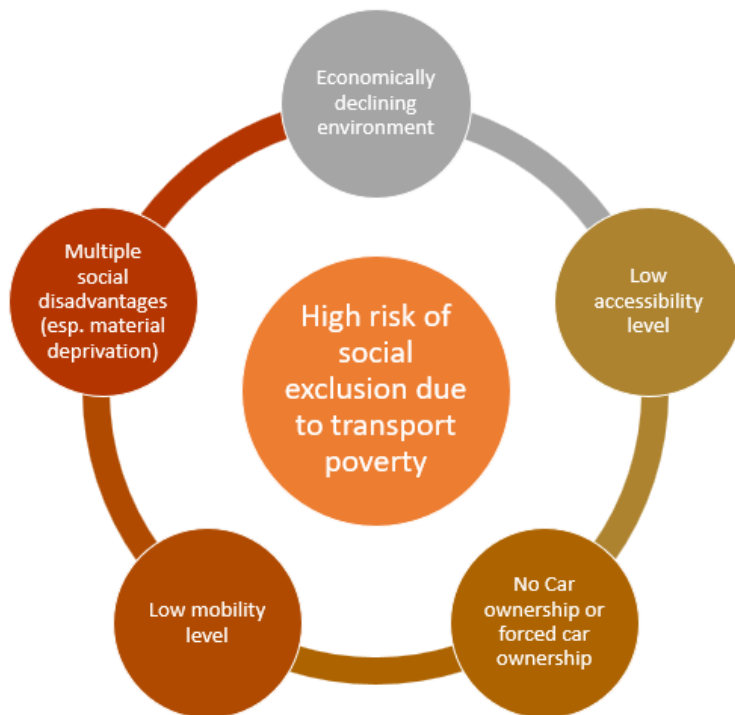 Economically
declining
environment
Low
accessibility
level
No Car
ownership or
forced car
ownership
Low mobility
level
Multiple
social
disadvantages
(esp. material
deprivation)
High risk of
social
exclusion due
to transport
poverty